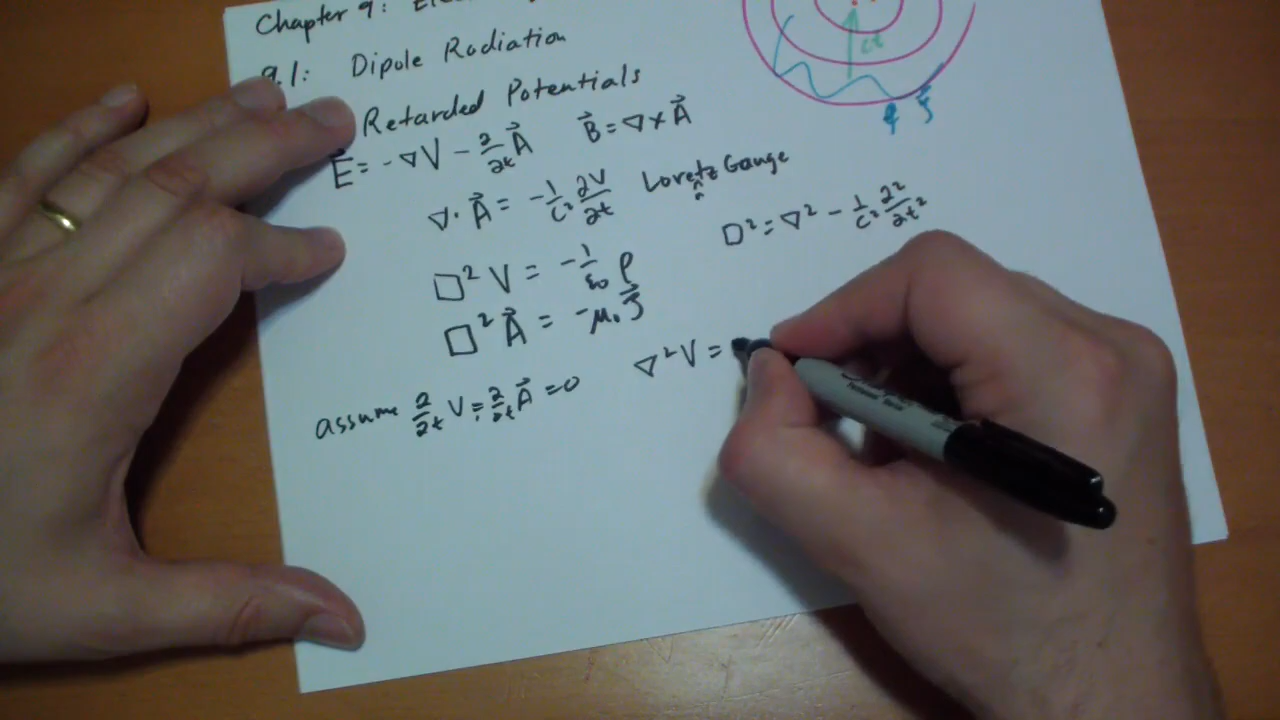 Chapter 9:
9.1: Dipole Radiation
Retarded Potentials
E⃗ = -∇V - ∂/∂t A⃗   B⃗ = ∇×A⃗
∇·A⃗ = -1/c² ∂V/∂t   Loretz Gauge
n
□² = ∇² - 1/c² ∂²/∂t²
□²V = -1/ε₀ ρ
□²A⃗ = -μ₀ J⃗
∇²V =
assume ∂/∂t V = ∂/∂t A⃗ = 0
ct